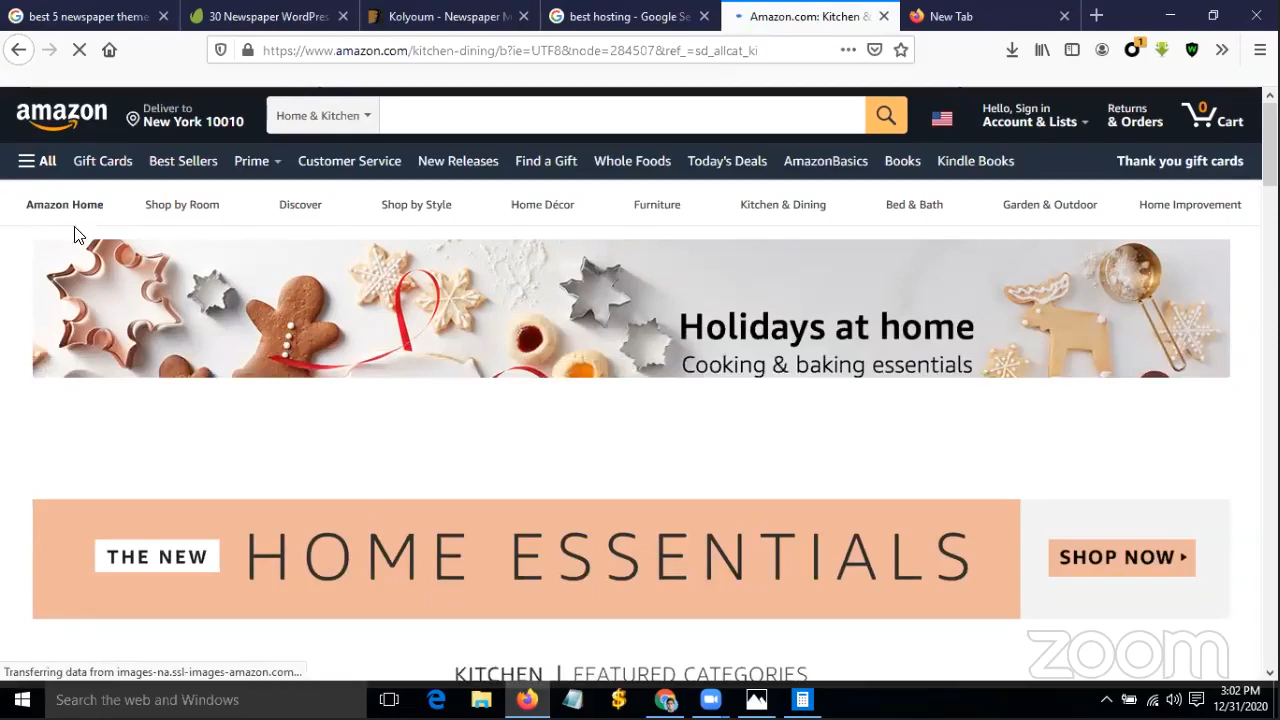 best 5 newspaper theme
30 Newspaper WordPres
Kolyoum - Newspaper M
best hosting - Google Se
Amazon.com: Kitchen &
New Tab
https://www.amazon.com/kitchen-dining/b?ie=UTF8&node=284507&ref_=sd_allcat_ki
1
amazon
Deliver to
New York 10010
Home & Kitchen
Hello, Sign in
Account & Lists
Returns
& Orders
0
Cart
All
Gift Cards
Best Sellers
Prime
Customer Service
New Releases
Find a Gift
Whole Foods
Today's Deals
AmazonBasics
Books
Kindle Books
Thank you gift cards
Amazon Home
Shop by Room
Discover
Shop by Style
Home Décor
Furniture
Kitchen & Dining
Bed & Bath
Garden & Outdoor
Home Improvement
Holidays at home
Cooking & baking essentials
THE NEW
HOME ESSENTIALS
SHOP NOW
KITCHEN | FEATURED CATEGORIES
zoom
Transferring data from images-na.ssl-images-amazon.com...
Search the web and Windows
3:02 PM
12/31/2020